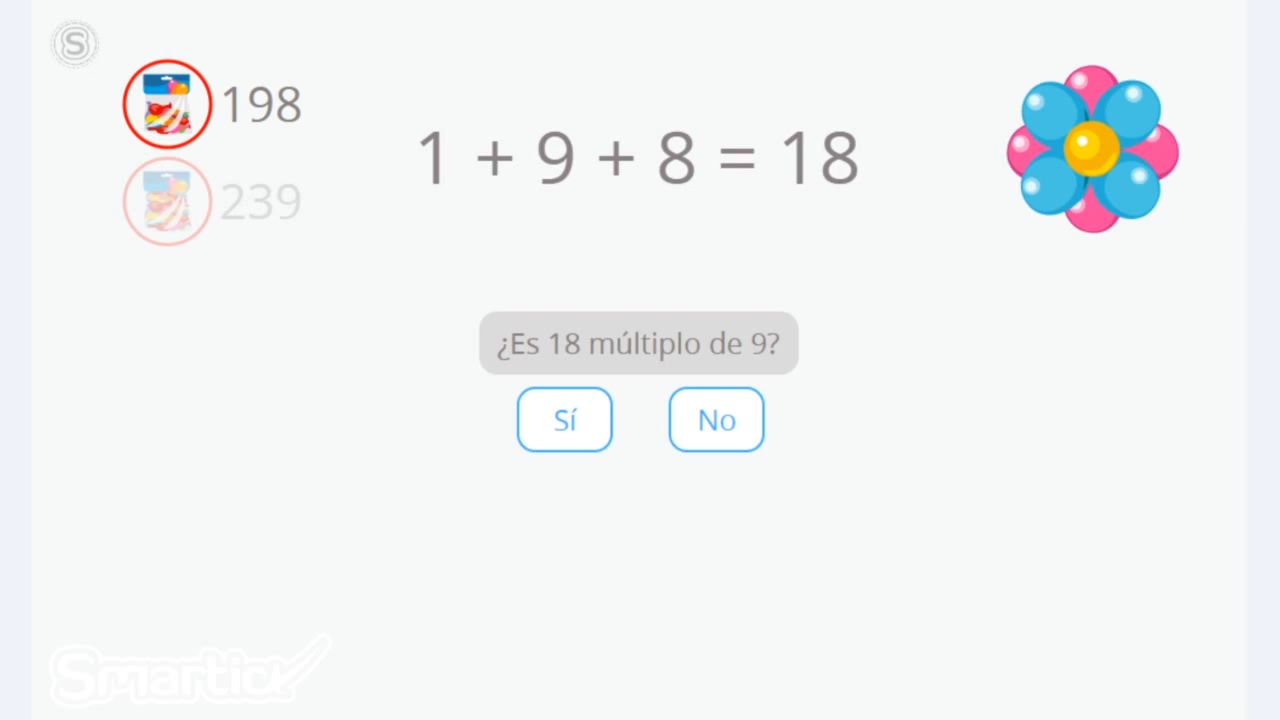 S
198
1 + 9 + 8 = 18
239
¿Es 18 múltiplo de 9?
Sí
No
Smartick